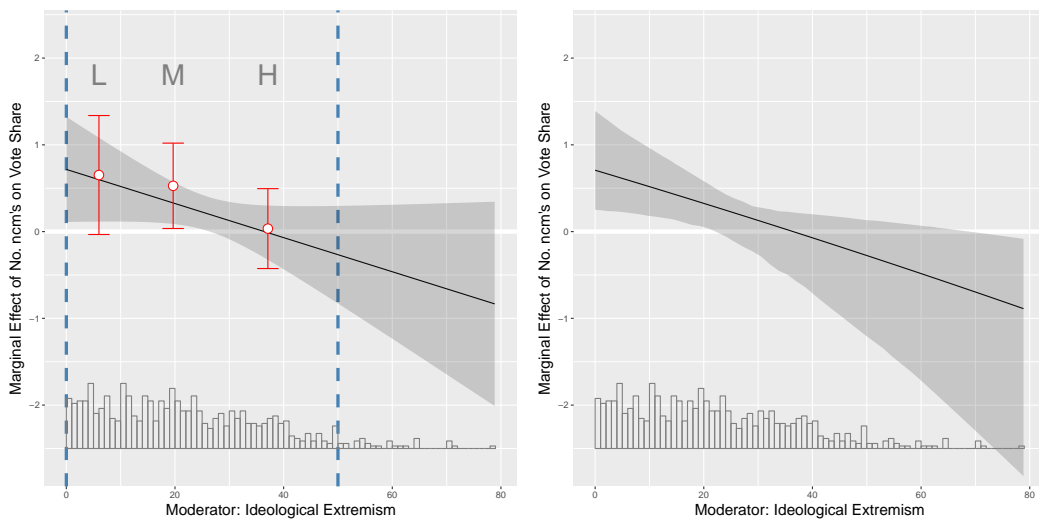 Marginal Effect of No. ncm's on Vote Share
2
1
0
−1
−2
L M H
0 20 40 60 80
Moderator: Ideological Extremism
Marginal Effect of No. ncm's on Vote Share
2
1
0
−1
−2
0 20 40 60 80
Moderator: Ideological Extremism